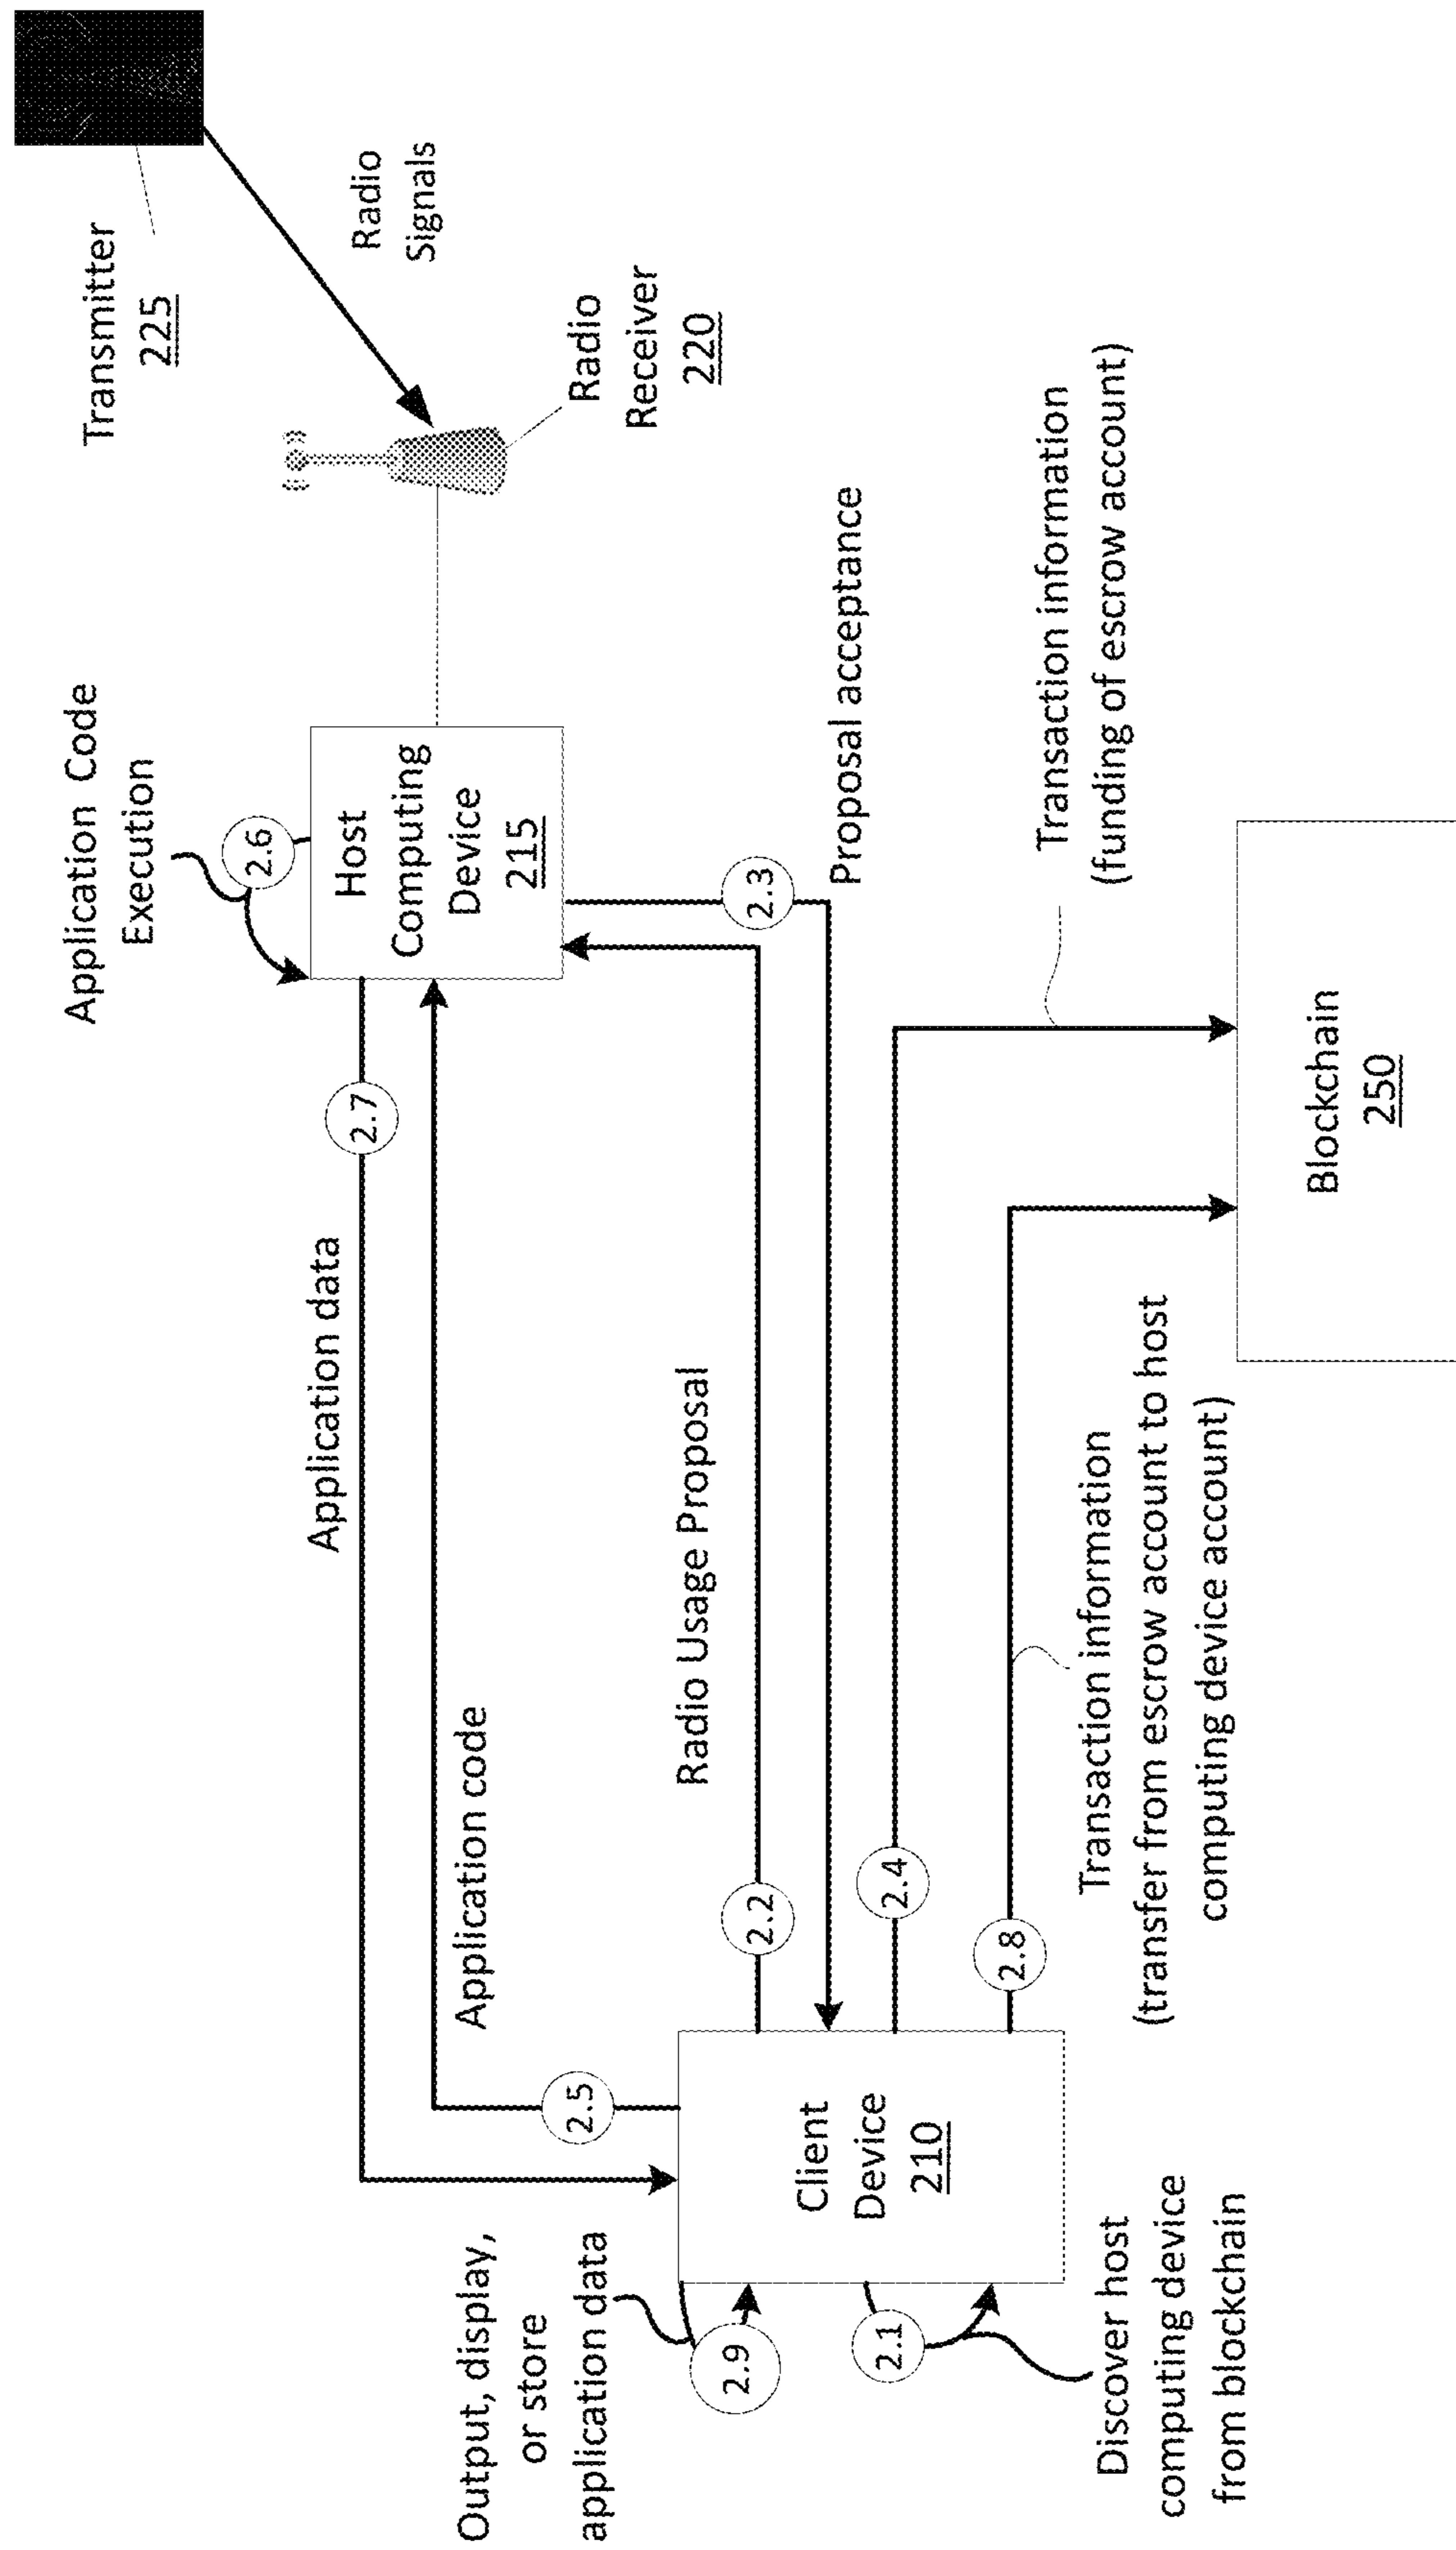 Transmitter
225
Radio
Signals
Radio
Receiver
220
Application Code
Execution
2.6
Host
Computing
Device
215
2.7
Application data
Application code
2.5
Radio Usage Proposal
2.2
2.3
Proposal acceptance
2.4
Transaction information
(funding of escrow account)
2.8
Transaction information
(transfer from escrow account to host
computing device account)
Output, display,
or store
application data
2.9
Client
Device
210
2.1
Discover host
computing device
from blockchain
Blockchain
250